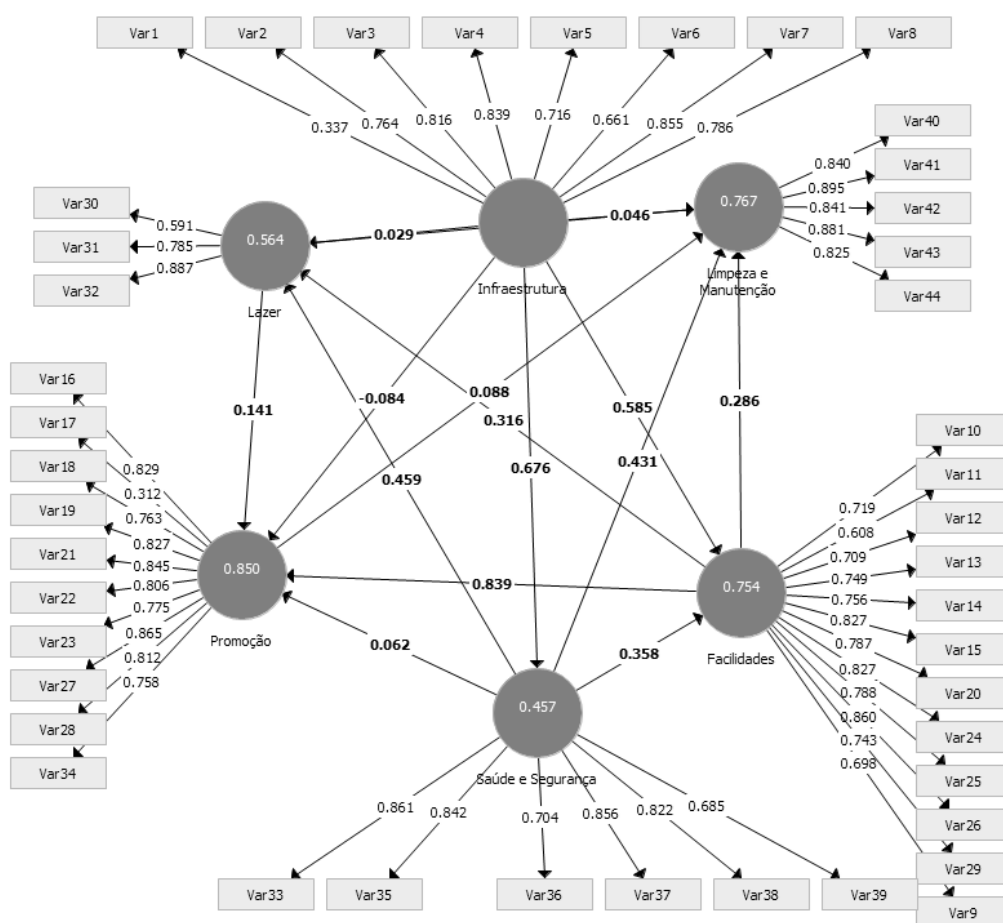 Var1
Var2
Var3
Var4
Var5
Var6
Var7
Var8
0.337
0.764
0.816
0.839
0.716
0.661
0.855
0.786
Var40
Var41
Var42
Var43
Var44
0.840
0.895
0.841
0.881
0.825
0.767
Limpeza e
Manutenção
Var30
Var31
Var32
0.591
0.785
0.887
0.564
Lazer
0.029
0.046
Infraestrutura
0.141
-0.084
0.088
0.316
0.585
0.286
0.459
0.676
0.431
Var16
Var17
Var18
Var19
Var21
Var22
Var23
Var27
Var28
Var34
0.829
0.312
0.763
0.827
0.845
0.806
0.775
0.865
0.812
0.758
0.850
Promoção
0.839
0.062
0.358
0.754
Facilidades
Var10
Var11
Var12
Var13
Var14
Var15
Var20
Var24
Var25
Var26
Var29
Var9
0.719
0.608
0.709
0.749
0.756
0.827
0.787
0.827
0.788
0.860
0.743
0.698
0.457
Saúde e Segurança
0.861
0.842
0.704
0.856
0.822
0.685
Var33
Var35
Var36
Var37
Var38
Var39